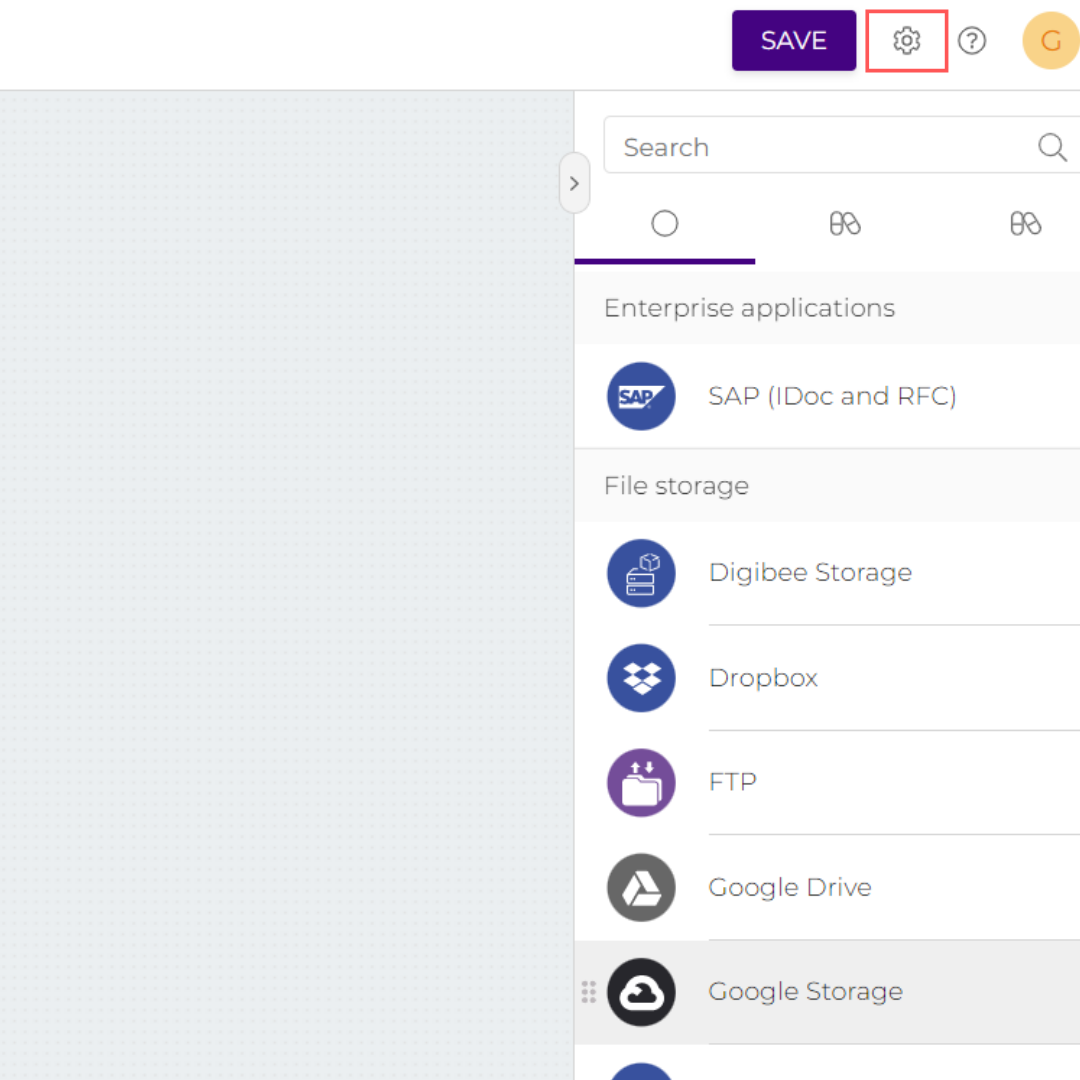 SAVE
?
G
Search
Enterprise applications
SAP
SAP (IDoc and RFC)
File storage
Digibee Storage
Dropbox
FTP
Google Drive
Google Storage